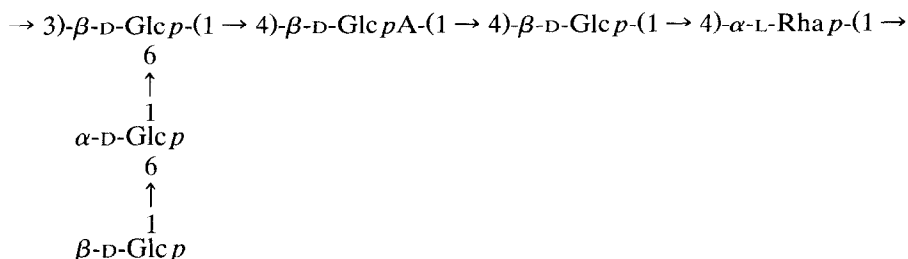 → 3)-β-D-Glcp-(1 → 4)-β-D-GlcpA-(1 → 4)-β-D-Glcp-(1 → 4)-α-L-Rhap-(1 →
6
↑
1
α-D-Glcp
6
↑
1
β-D-Glcp